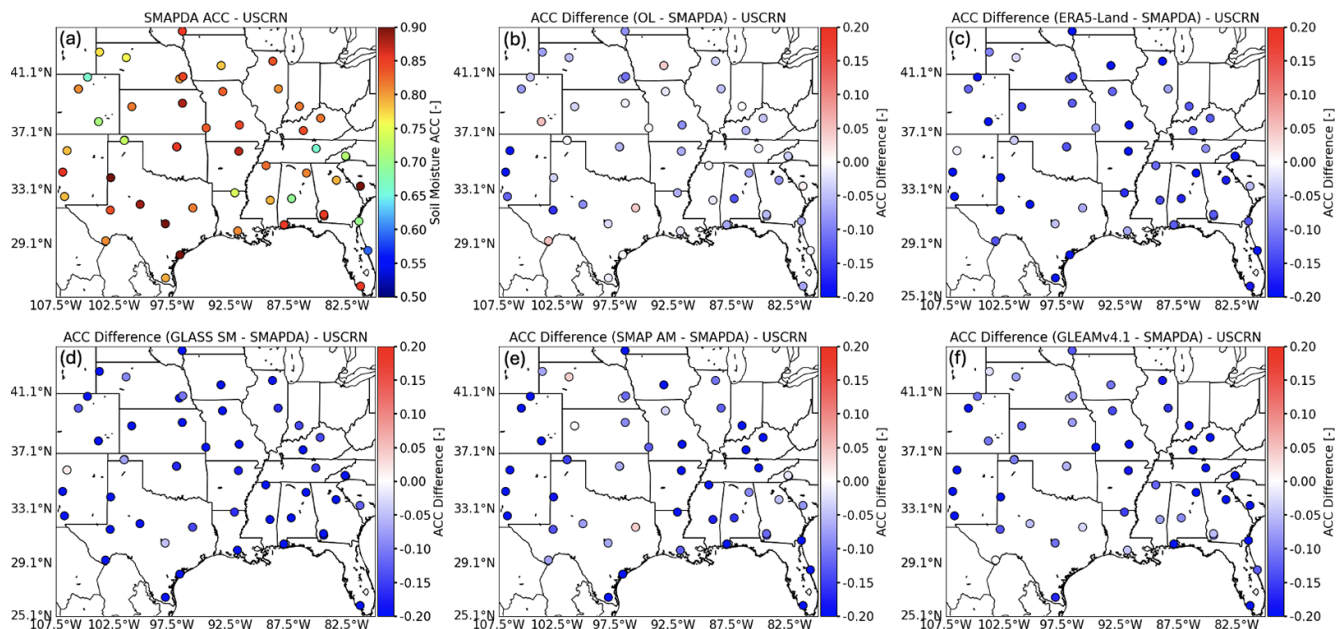 SMAPDA ACC - USCRN
(a)
41.1°N
37.1°N
33.1°N
29.1°N
25.1°N
107.5°W 102.5°W 97.5°W 92.5°W 87.5°W 82.5°W
0.90
0.85
0.80
0.75
0.70
0.65
0.60
0.55
0.50
Soil Moisture ACC [-]
ACC Difference (OL - SMAPDA) - USCRN
(b)
41.1°N
37.1°N
33.1°N
29.1°N
25.1°N
107.5°W 102.5°W 97.5°W 92.5°W 87.5°W 82.5°W
0.20
0.15
0.10
0.05
0.00
-0.05
-0.10
-0.15
-0.20
ACC Difference [-]
ACC Difference (ERA5-Land - SMAPDA) - USCRN
(c)
41.1°N
37.1°N
33.1°N
29.1°N
25.1°N
107.5°W 102.5°W 97.5°W 92.5°W 87.5°W 82.5°W
0.20
0.15
0.10
0.05
0.00
-0.05
-0.10
-0.15
-0.20
ACC Difference [-]
ACC Difference (GLASS SM - SMAPDA) - USCRN
(d)
41.1°N
37.1°N
33.1°N
29.1°N
25.1°N
107.5°W 102.5°W 97.5°W 92.5°W 87.5°W 82.5°W
0.20
0.15
0.10
0.05
0.00
-0.05
-0.10
-0.15
-0.20
ACC Difference [-]
ACC Difference (SMAP AM - SMAPDA) - USCRN
(e)
41.1°N
37.1°N
33.1°N
29.1°N
25.1°N
107.5°W 102.5°W 97.5°W 92.5°W 87.5°W 82.5°W
0.20
0.15
0.10
0.05
0.00
-0.05
-0.10
-0.15
-0.20
ACC Difference [-]
ACC Difference (GLEAMv4.1 - SMAPDA) - USCRN
(f)
41.1°N
37.1°N
33.1°N
29.1°N
25.1°N
107.5°W 102.5°W 97.5°W 92.5°W 87.5°W 82.5°W
0.20
0.15
0.10
0.05
0.00
-0.05
-0.10
-0.15
-0.20
ACC Difference [-]